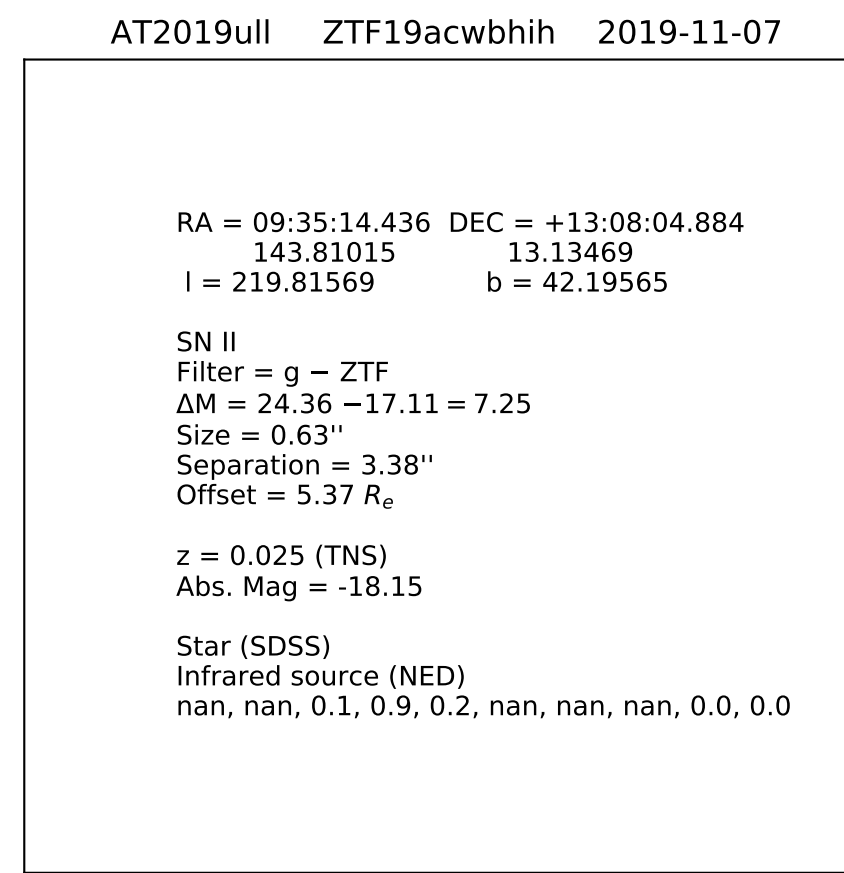 AT2019ull ZTF19acwbhih 2019-11-07
RA = 09:35:14.436 DEC = +13:08:04.884
143.81015 13.13469
l = 219.81569 b = 42.19565
SN II
Filter = g − ZTF
ΔM = 24.36 −17.11 = 7.25
Size = 0.63''
Separation = 3.38''
Offset = 5.37 Re
z = 0.025 (TNS)
Abs. Mag = -18.15
Star (SDSS)
Infrared source (NED)
nan, nan, 0.1, 0.9, 0.2, nan, nan, nan, 0.0, 0.0